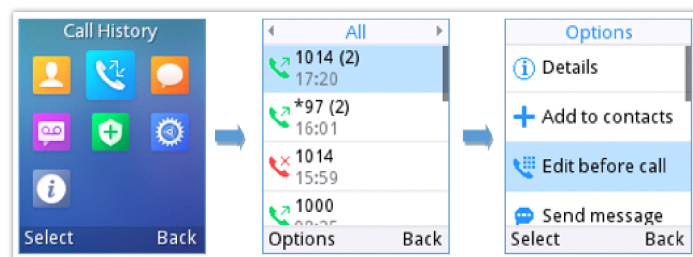 Call History
Select Back
All
1014 (2)
17:20
*97 (2)
16:01
1014
15:59
1000
Options Back
Options
Details
Add to contacts
Edit before call
Send message
Select Back